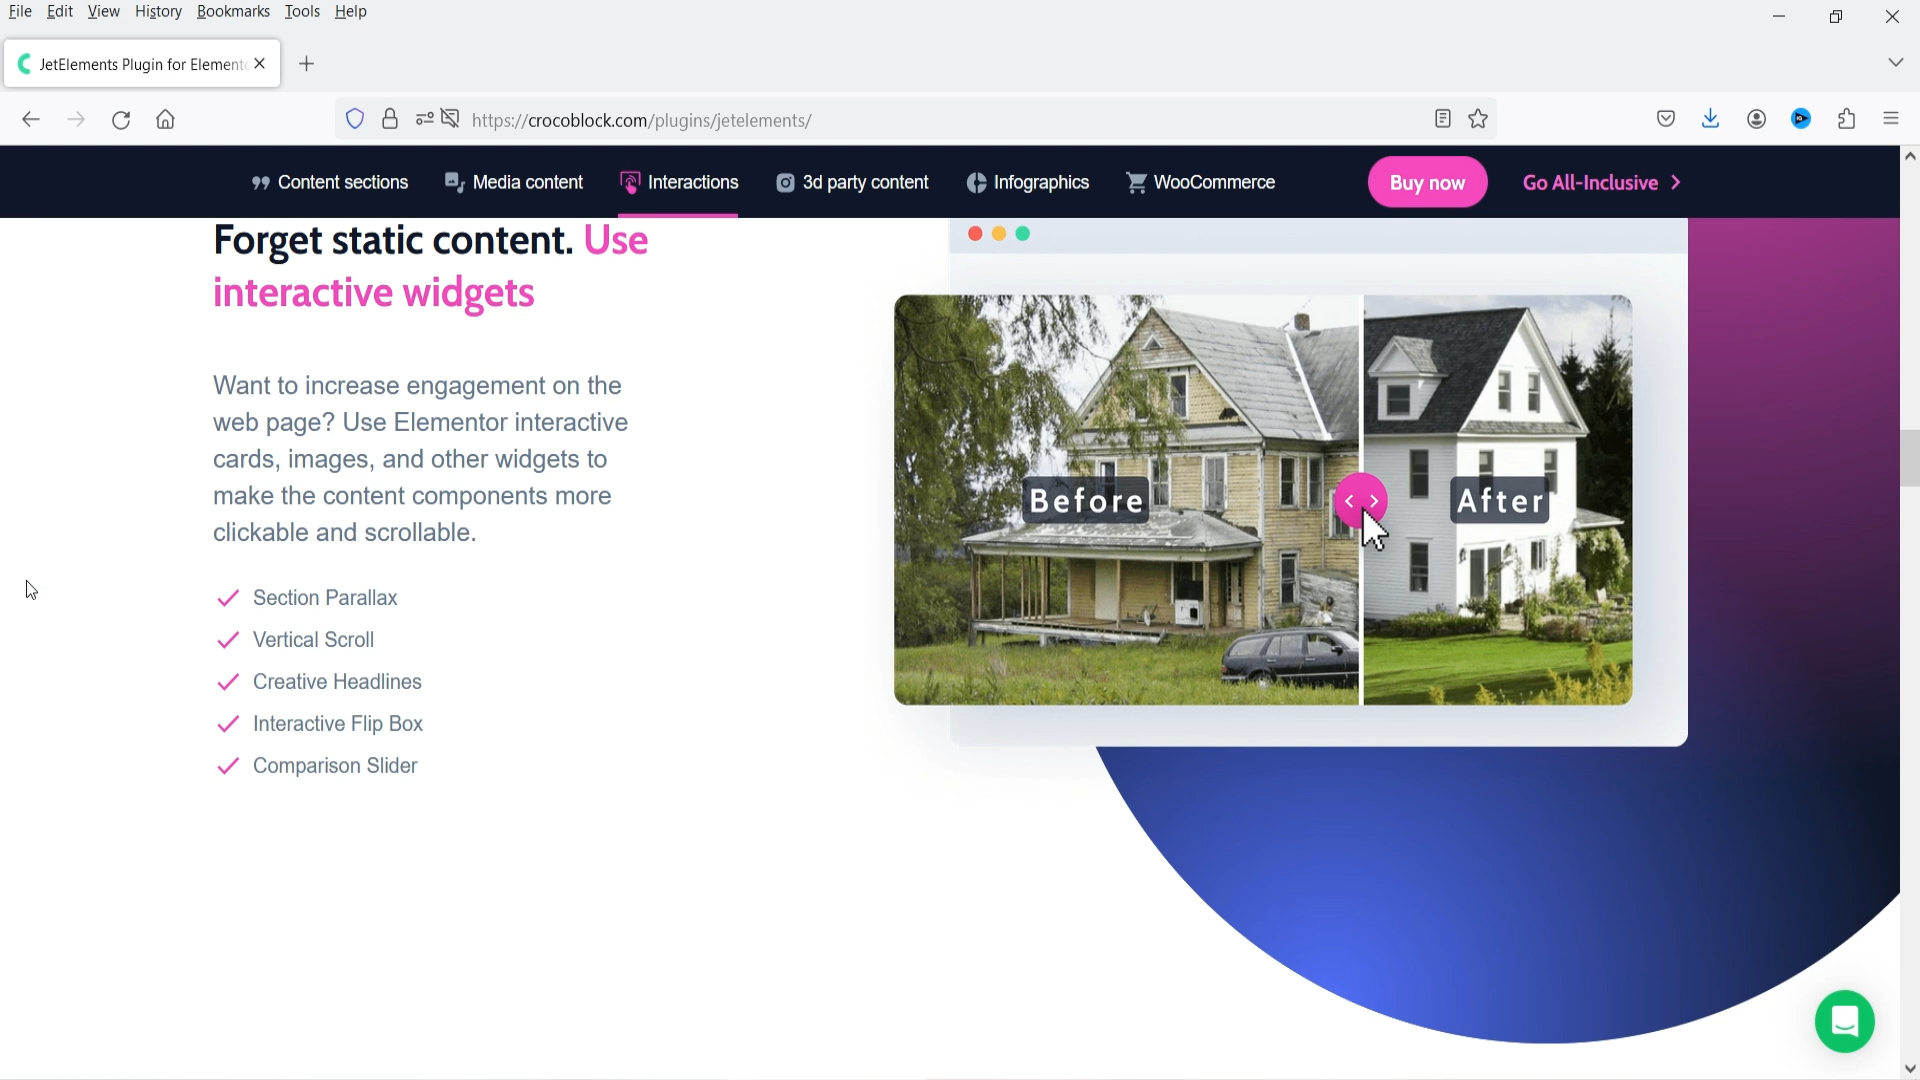 File Edit View History Bookmarks Tools Help
JetElements Plugin for Elemento
https://crocoblock.com/plugins/jetelements/
Content sections Media content Interactions 3d party content Infographics WooCommerce Buy now Go All-Inclusive
Forget static content. Use
interactive widgets
Want to increase engagement on the
web page? Use Elementor interactive
cards, images, and other widgets to
make the content components more
clickable and scrollable.
Section Parallax
Vertical Scroll
Creative Headlines
Interactive Flip Box
Comparison Slider
Before
After